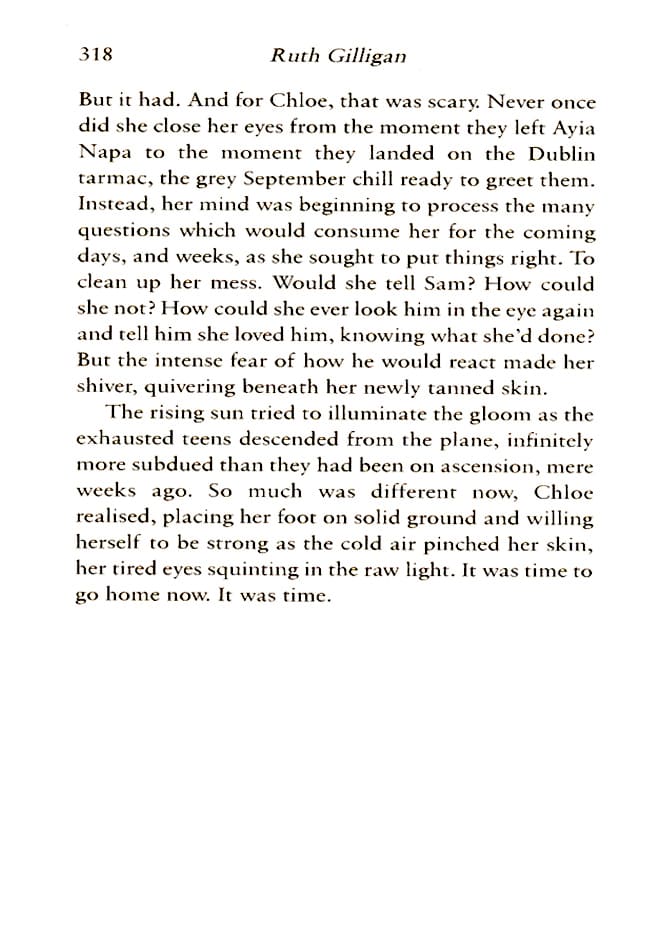 318 Ruth Gilligan
But it had. And for Chloe, that was scary. Never once
did she close her eyes from the moment they left Ayia
Napa to the moment they landed on the Dublin
tarmac, the grey September chill ready to greet them.
Instead, her mind was beginning to process the many
questions which would consume her for the coming
days, and weeks, as she sought to put things right. To
clean up her mess. Would she tell Sam? How could
she not? How could she ever look him in the eye again
and tell him she loved him, knowing what she'd done?
But the intense fear of how he would react made her
shiver, quivering beneath her newly tanned skin.
The rising sun tried to illuminate the gloom as the
exhausted teens descended from the plane, infinitely
more subdued than they had been on ascension, mere
weeks ago. So much was different now, Chloe
realised, placing her foot on solid ground and willing
herself to be strong as the cold air pinched her skin,
her tired eyes squinting in the raw light. It was time to
go home now. It was time.